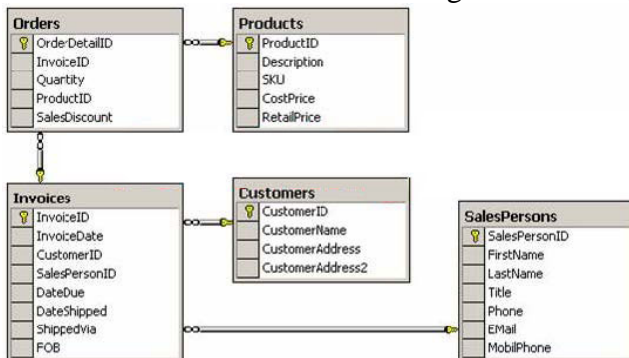 Orders
OrderDetailID
InvoiceID
Quantity
ProductID
SalesDiscount
Products
ProductID
Description
SKU
CostPrice
RetailPrice
Invoices
InvoiceID
InvoiceDate
CustomerID
SalesPersonID
DateDue
DateShipped
ShippedVia
FOB
Customers
CustomerID
CustomerName
CustomerAddress
CustomerAddress2
SalesPersons
SalesPersonID
FirstName
LastName
Title
Phone
EMail
MobilPhone